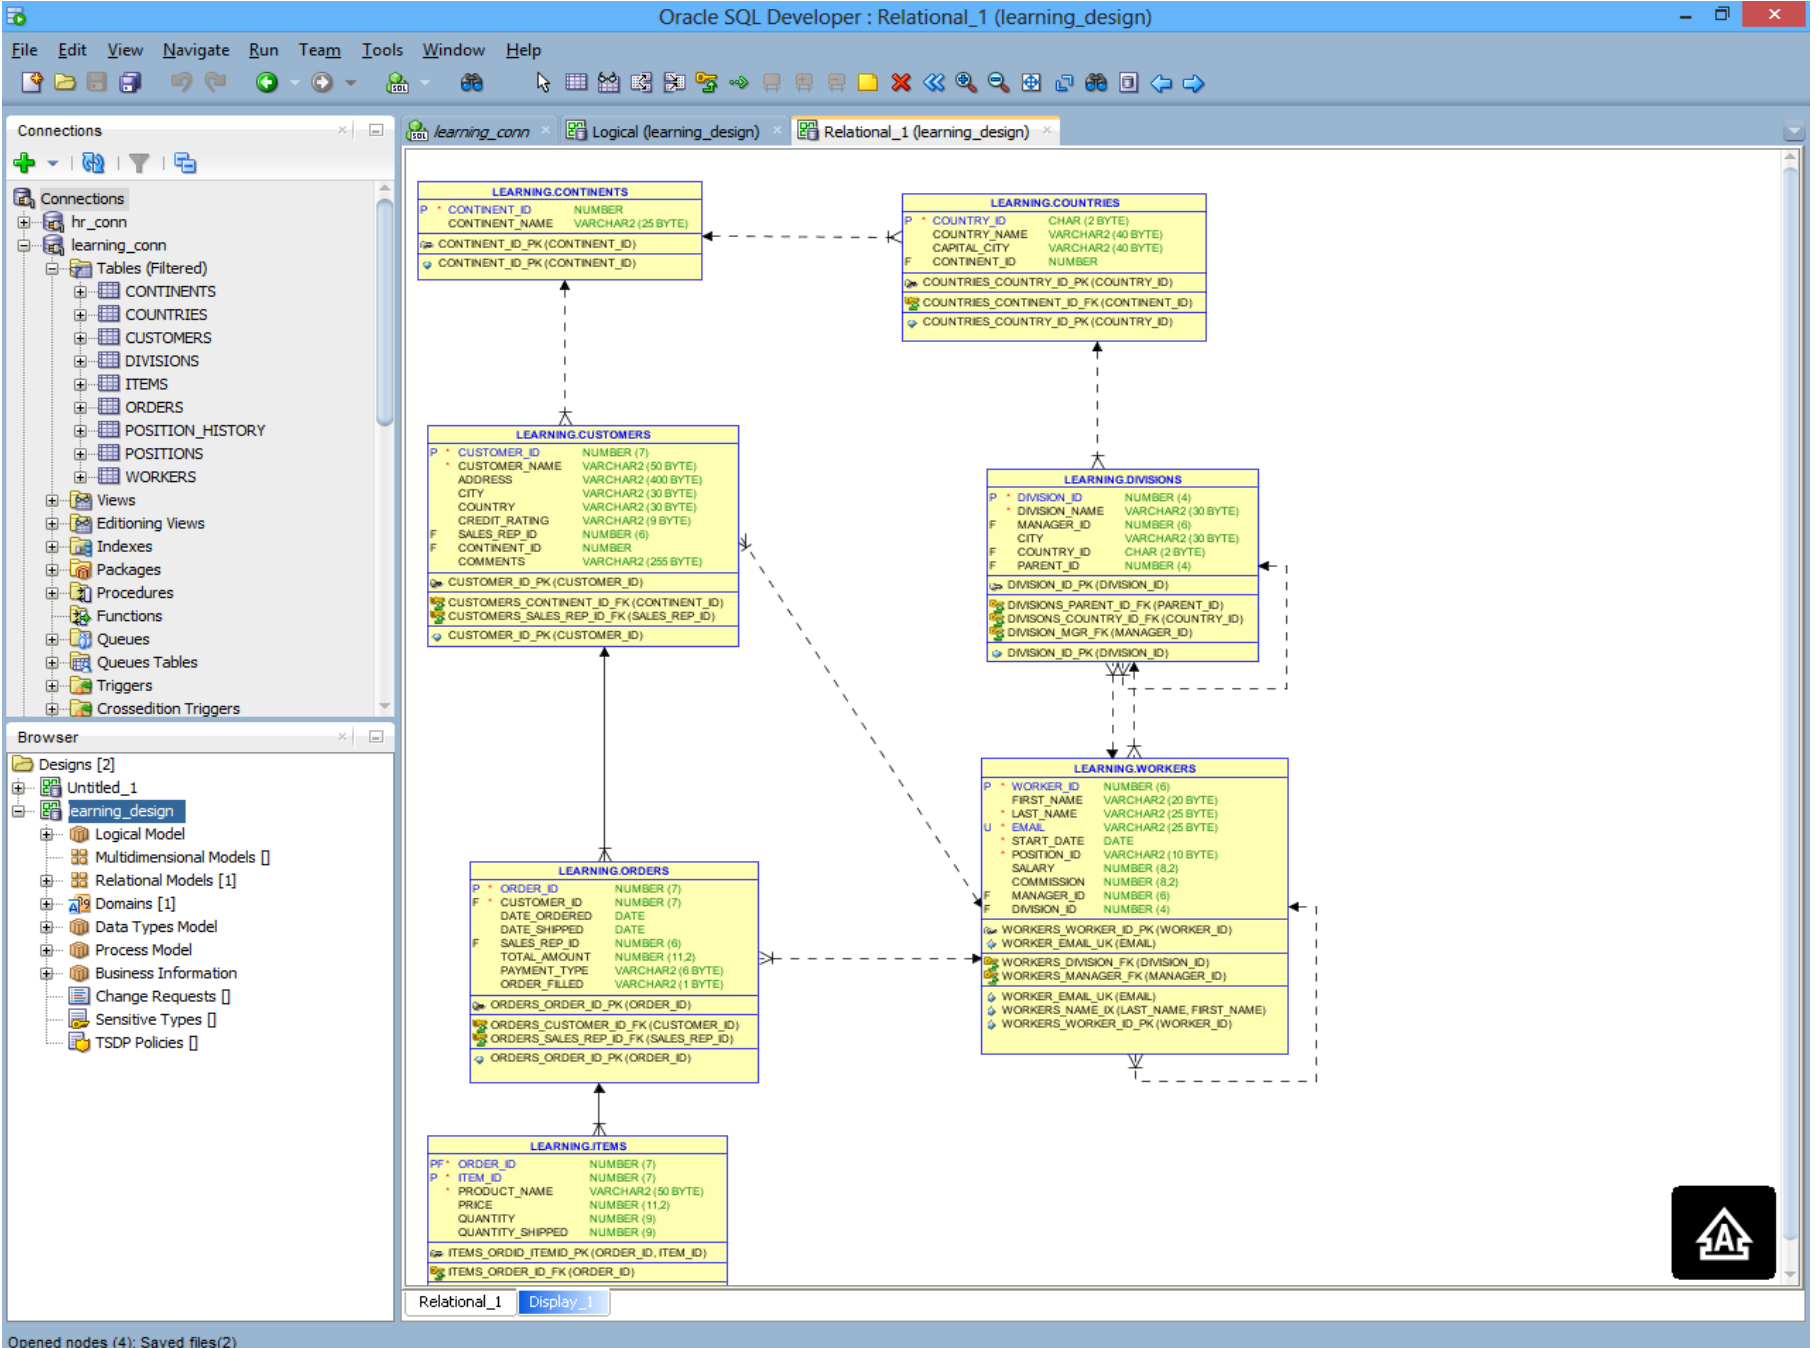 Oracle SQL Developer : Relational_1 (learning_design)
File Edit View Navigate Run Team Tools Window Help
Connections
Connections
hr_conn
learning_conn
Tables (Filtered)
CONTINENTS
COUNTRIES
CUSTOMERS
DIVISIONS
ITEMS
ORDERS
POSITION_HISTORY
POSITIONS
WORKERS
Views
Editioning Views
Indexes
Packages
Procedures
Functions
Queues
Queues Tables
Triggers
Crossedition Triggers
Browser
Designs [2]
Untitled_1
learning_design
Logical Model
Multidimensional Models []
Relational Models [1]
Domains [1]
Data Types Model
Process Model
Business Information
Change Requests []
Sensitive Types []
TSDP Policies []
learning_conn Logical (learning_design) Relational_1 (learning_design)
LEARNING.CONTINENTS
P * CONTINENT_ID NUMBER
CONTINENT_NAME VARCHAR2 (25 BYTE)
CONTINENT_ID_PK (CONTINENT_ID)
CONTINENT_ID_PK (CONTINENT_ID)
LEARNING.COUNTRIES
P * COUNTRY_ID CHAR (2 BYTE)
COUNTRY_NAME VARCHAR2 (40 BYTE)
CAPITAL_CITY VARCHAR2 (40 BYTE)
F CONTINENT_ID NUMBER
COUNTRIES_COUNTRY_ID_PK (COUNTRY_ID)
COUNTRIES_CONTINENT_ID_FK (CONTINENT_ID)
COUNTRIES_COUNTRY_ID_PK (COUNTRY_ID)
LEARNING.CUSTOMERS
P * CUSTOMER_ID NUMBER (7)
* CUSTOMER_NAME VARCHAR2 (50 BYTE)
ADDRESS VARCHAR2 (400 BYTE)
CITY VARCHAR2 (30 BYTE)
COUNTRY VARCHAR2 (30 BYTE)
CREDIT_RATING VARCHAR2 (9 BYTE)
F SALES_REP_ID NUMBER (6)
F CONTINENT_ID NUMBER
COMMENTS VARCHAR2 (255 BYTE)
CUSTOMER_ID_PK (CUSTOMER_ID)
CUSTOMERS_CONTINENT_ID_FK (CONTINENT_ID)
CUSTOMERS_SALES_REP_ID_FK (SALES_REP_ID)
CUSTOMER_ID_PK (CUSTOMER_ID)
LEARNING.DIVISIONS
P * DIVISION_ID NUMBER (4)
* DIVISION_NAME VARCHAR2 (30 BYTE)
F MANAGER_ID NUMBER (6)
CITY VARCHAR2 (30 BYTE)
F COUNTRY_ID CHAR (2 BYTE)
F PARENT_ID NUMBER (4)
DIVISION_ID_PK (DIVISION_ID)
DIVISIONS_PARENT_ID_FK (PARENT_ID)
DIVISONS_COUNTRY_ID_FK (COUNTRY_ID)
DIVISION_MGR_FK (MANAGER_ID)
DIVISION_ID_PK (DIVISION_ID)
LEARNING.WORKERS
P * WORKER_ID NUMBER (6)
FIRST_NAME VARCHAR2 (20 BYTE)
* LAST_NAME VARCHAR2 (25 BYTE)
U * EMAIL VARCHAR2 (25 BYTE)
* START_DATE DATE
* POSITION_ID VARCHAR2 (10 BYTE)
SALARY NUMBER (8,2)
COMMISSION NUMBER (8,2)
F MANAGER_ID NUMBER (6)
F DIVISION_ID NUMBER (4)
WORKERS_WORKER_ID_PK (WORKER_ID)
WORKER_EMAIL_UK (EMAIL)
WORKERS_DIVISION_FK (DIVISION_ID)
WORKERS_MANAGER_FK (MANAGER_ID)
WORKER_EMAIL_UK (EMAIL)
WORKERS_NAME_IX (LAST_NAME, FIRST_NAME)
WORKERS_WORKER_ID_PK (WORKER_ID)
LEARNING.ORDERS
P * ORDER_ID NUMBER (7)
F * CUSTOMER_ID NUMBER (7)
DATE_ORDERED DATE
DATE_SHIPPED DATE
F SALES_REP_ID NUMBER (6)
TOTAL_AMOUNT NUMBER (11,2)
PAYMENT_TYPE VARCHAR2 (6 BYTE)
ORDER_FILLED VARCHAR2 (1 BYTE)
ORDERS_ORDER_ID_PK (ORDER_ID)
ORDERS_CUSTOMER_ID_FK (CUSTOMER_ID)
ORDERS_SALES_REP_ID_FK (SALES_REP_ID)
ORDERS_ORDER_ID_PK (ORDER_ID)
LEARNING.ITEMS
PF * ORDER_ID NUMBER (7)
P * ITEM_ID NUMBER (7)
* PRODUCT_NAME VARCHAR2 (50 BYTE)
PRICE NUMBER (11,2)
QUANTITY NUMBER (9)
QUANTITY_SHIPPED NUMBER (9)
ITEMS_ORDID_ITEMID_PK (ORDER_ID, ITEM_ID)
ITEMS_ORDER_ID_FK (ORDER_ID)
A
Relational_1 Display_1
Opened nodes (4); Saved files(2)